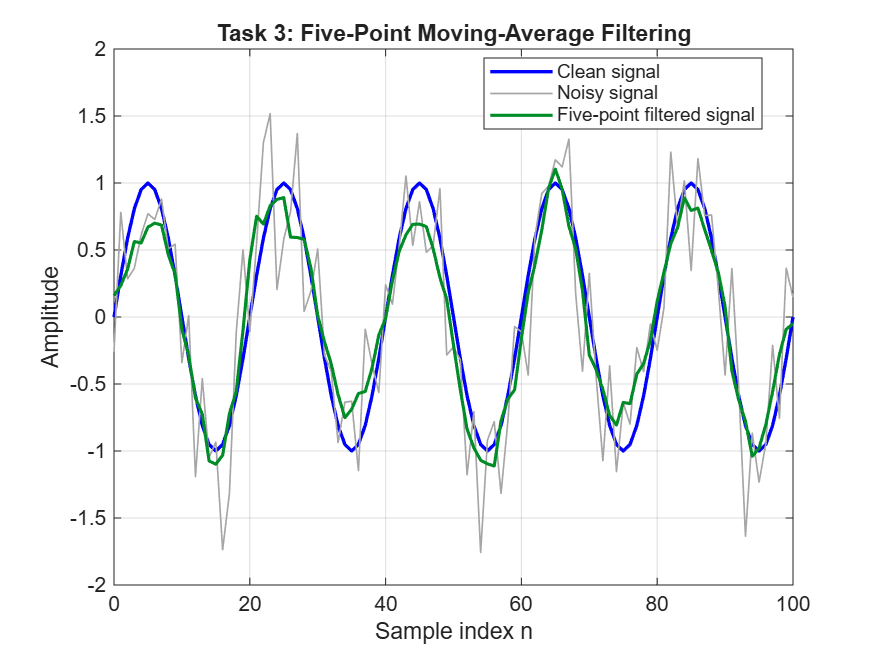 Task 3: Five-Point Moving-Average Filtering
Clean signal
Noisy signal
Five-point filtered signal
2
1.5
1
0.5
0
-0.5
-1
-1.5
-2
Amplitude
0 20 40 60 80 100
Sample index n